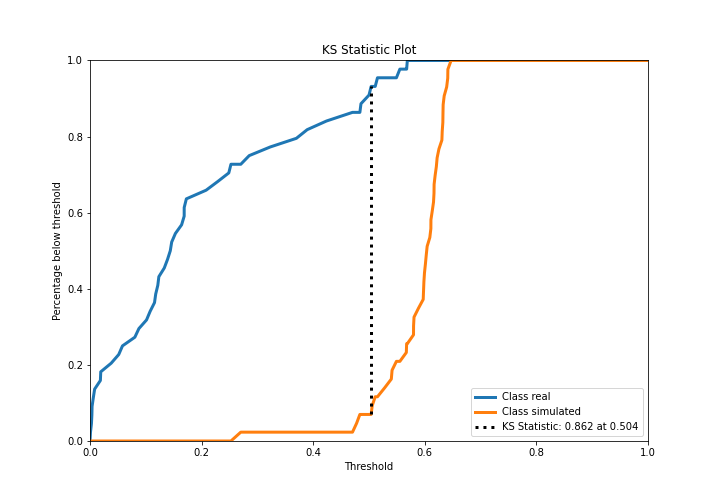 KS Statistic Plot
1.0
0.8
0.6
0.4
0.2
0.0
Percentage below threshold
0.0 0.2 0.4 0.6 0.8 1.0
Threshold
Class real
Class simulated
KS Statistic: 0.862 at 0.504